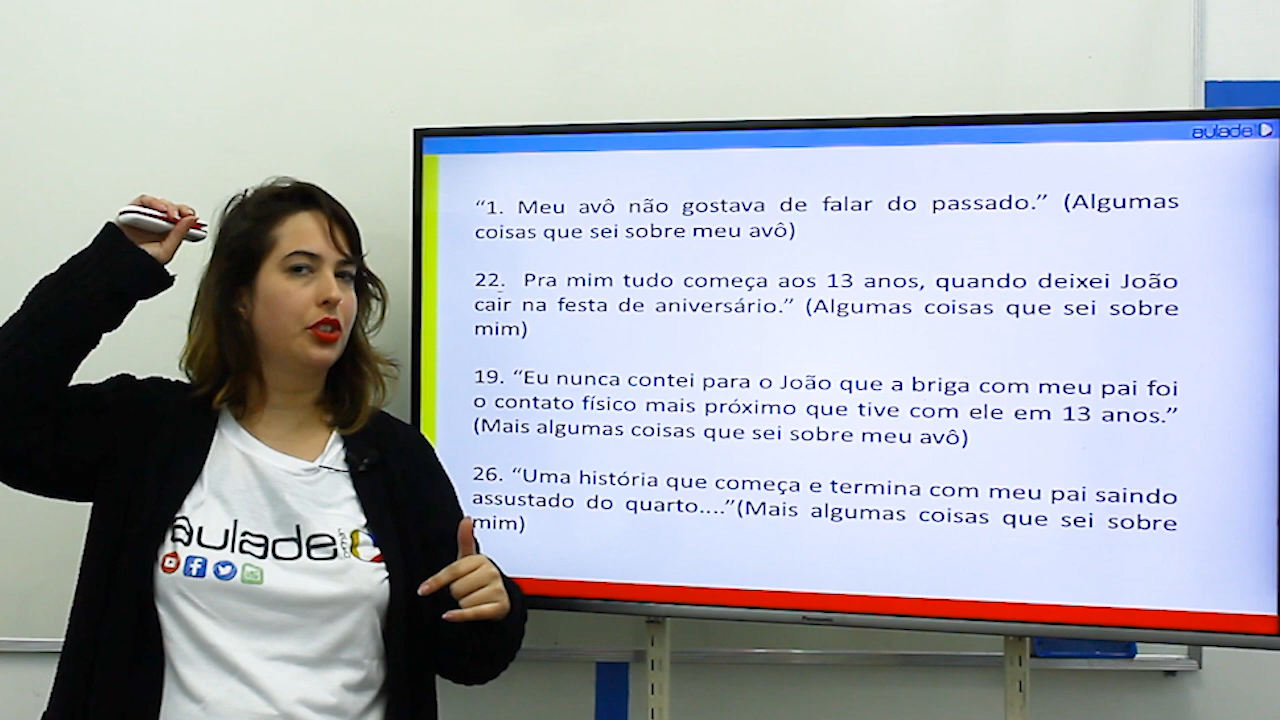 auladeD
“1. Meu avô não gostava de falar do passado.” (Algumas
coisas que sei sobre meu avô)
22. Pra mim tudo começa aos 13 anos, quando deixei João
cair na festa de aniversário.” (Algumas coisas que sei sobre
mim)
19. “Eu nunca contei para o João que a briga com meu pai foi
o contato físico mais próximo que tive com ele em 13 anos.”
(Mais algumas coisas que sei sobre meu avô)
26. “Uma história que começa e termina com meu pai saindo
assustado do quarto....”(Mais algumas coisas que sei sobre
mim)
Panasonic
aulade